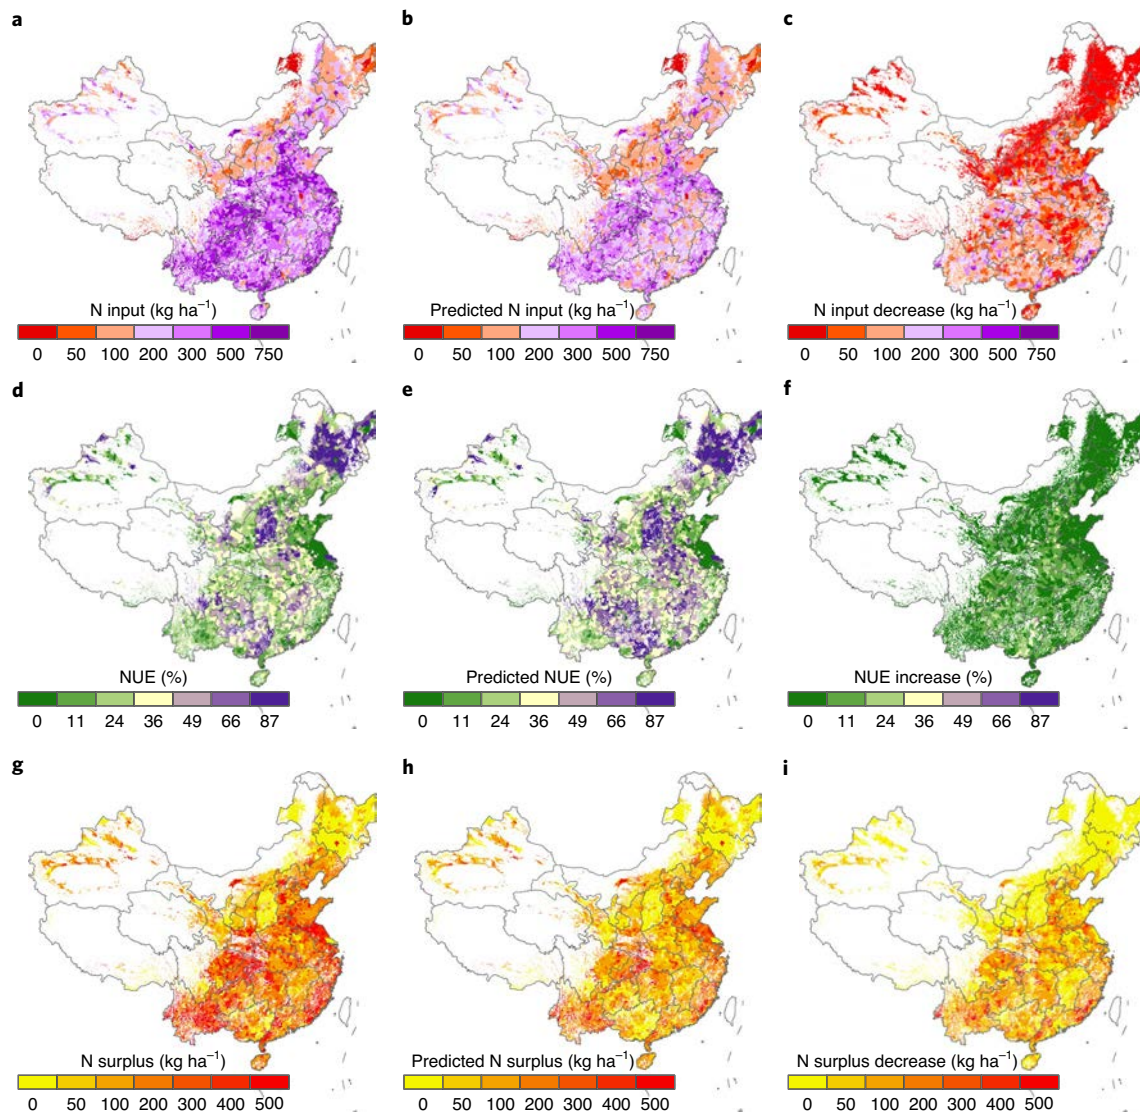 a b c
N input (kg ha⁻¹) Predicted N input (kg ha⁻¹) N input decrease (kg ha⁻¹)
0 50 100 200 300 500 750 0 50 100 200 300 500 750 0 50 100 200 300 500 750
d e f
NUE (%) Predicted NUE (%) NUE increase (%)
0 11 24 36 49 66 87 0 11 24 36 49 66 87 0 11 24 36 49 66 87
g h i
N surplus (kg ha⁻¹) Predicted N surplus (kg ha⁻¹) N surplus decrease (kg ha⁻¹)
0 50 100 200 300 400 500 0 50 100 200 300 400 500 0 50 100 200 300 400 500